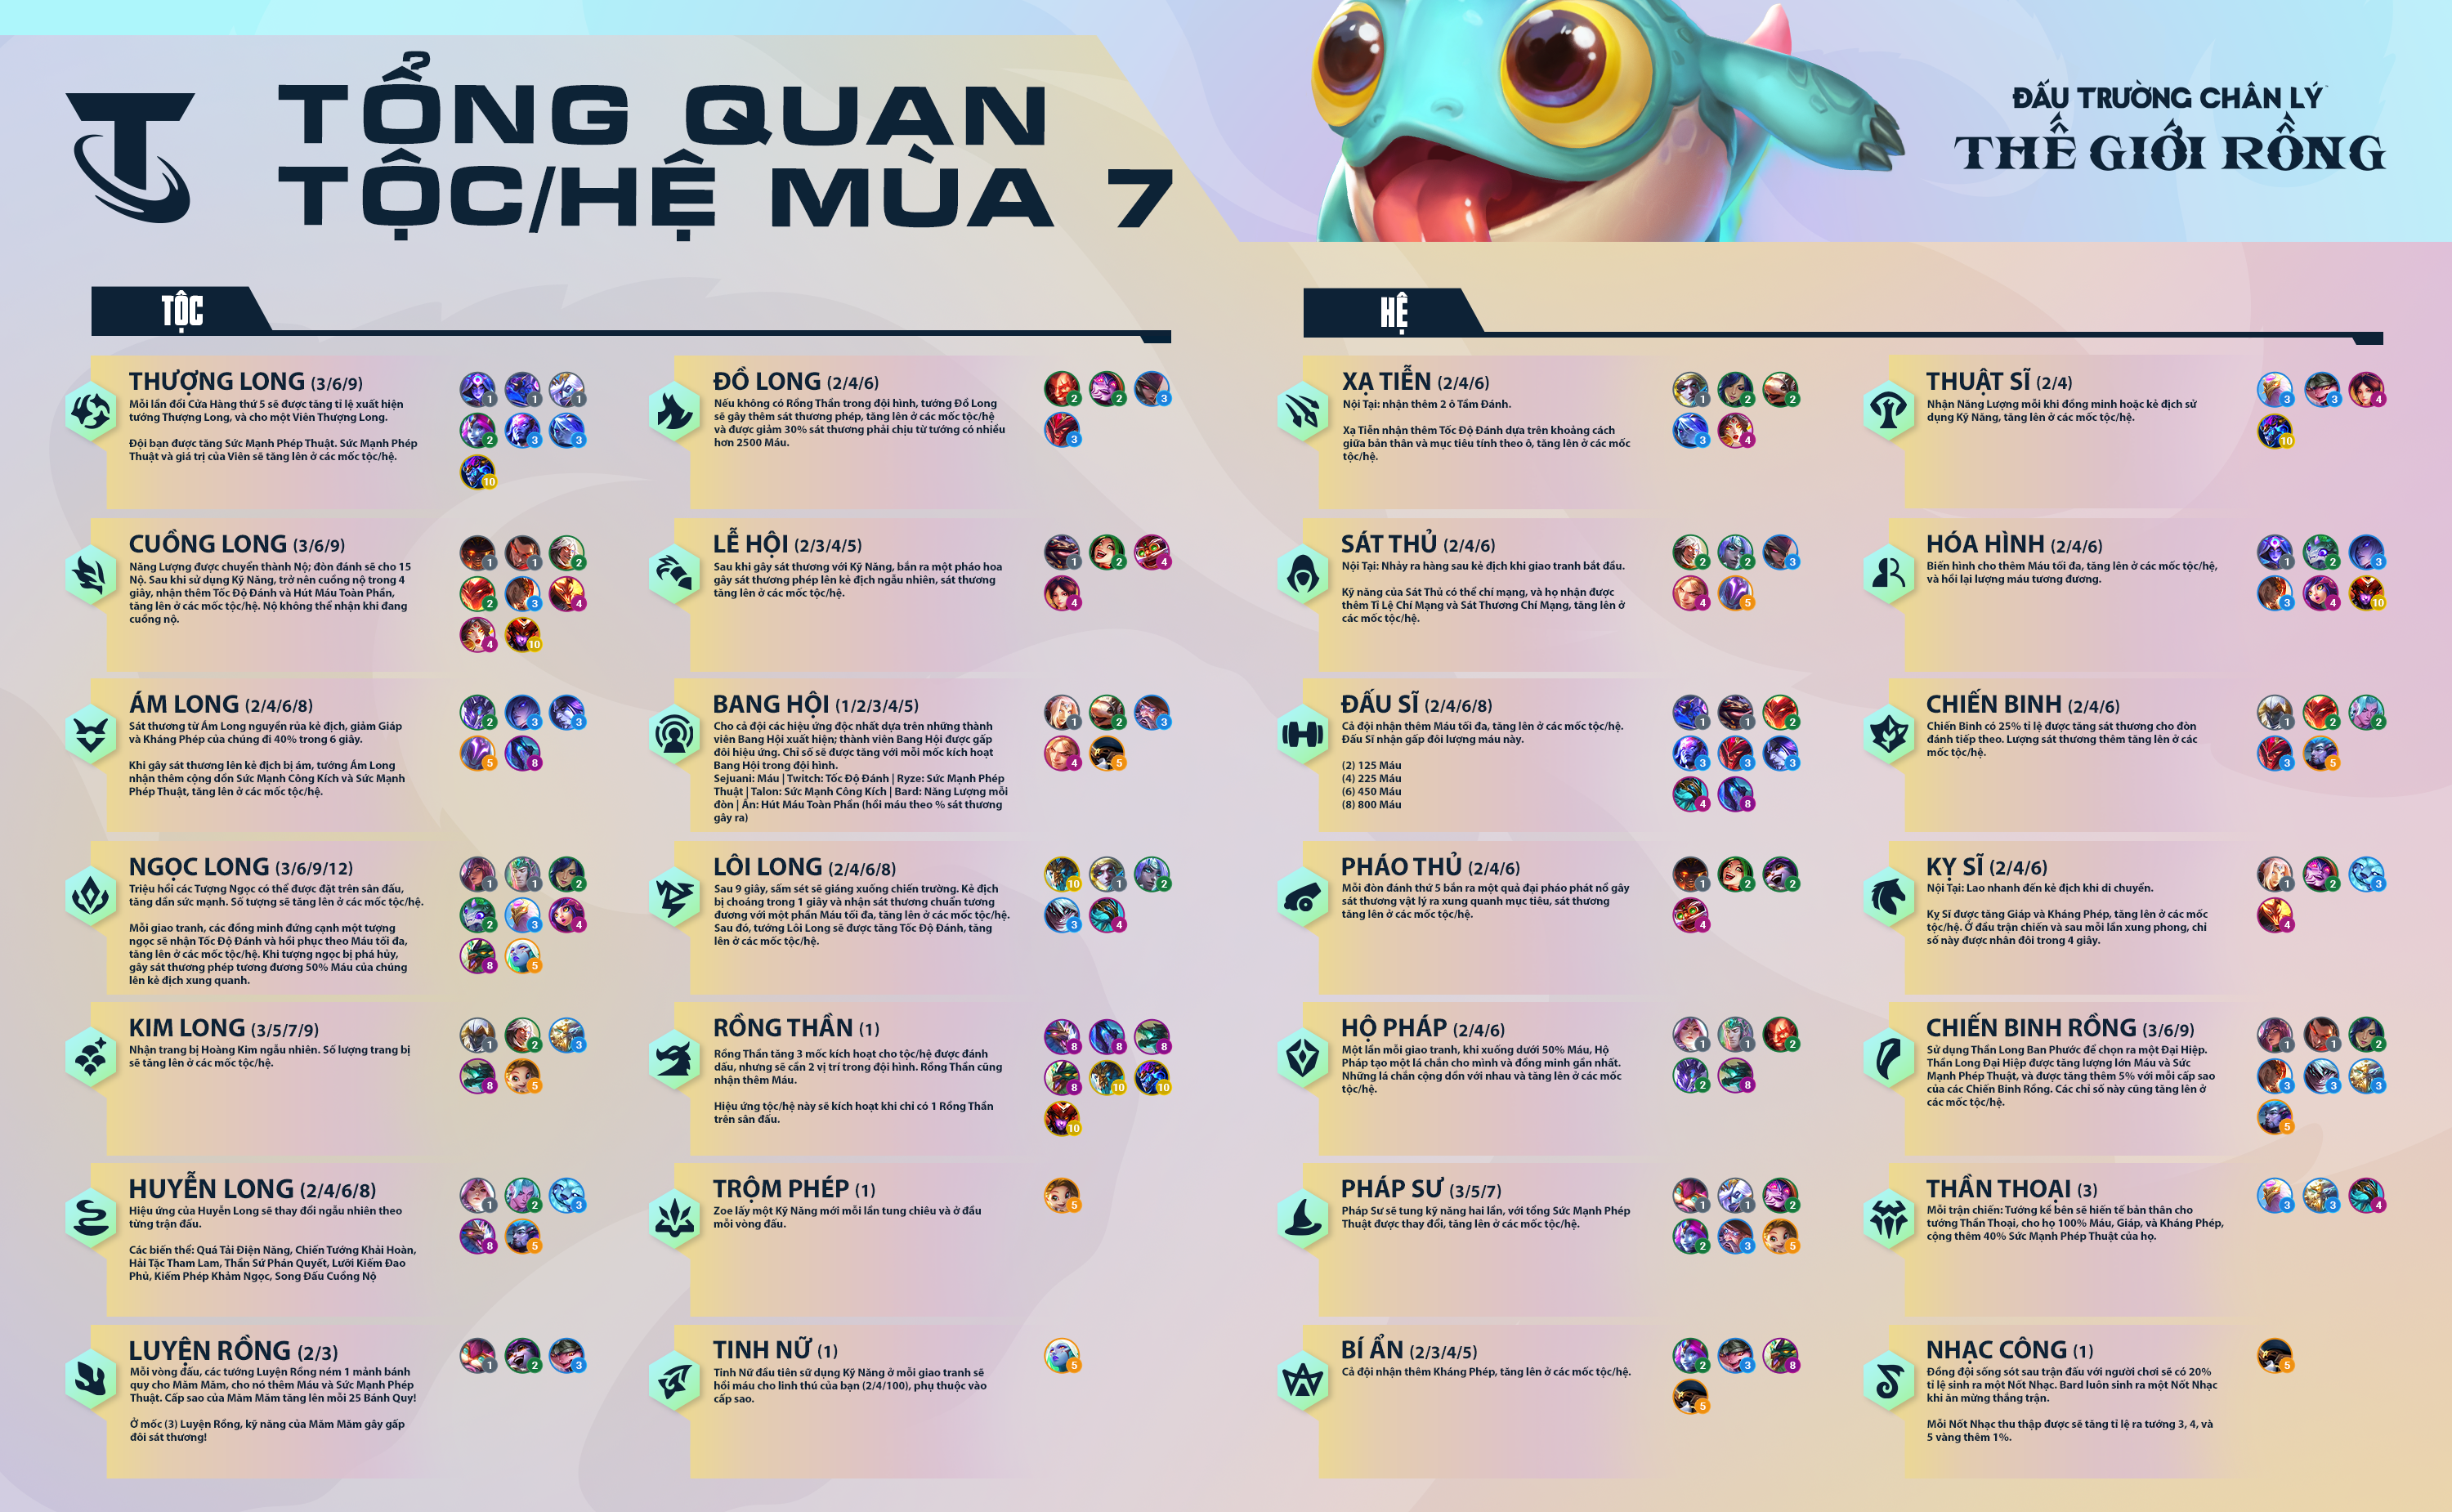 TỔNG QUAN
TỘC/HỆ MÙA 7
ĐẤU TRƯỜNG CHÂN LÝ
THẾ GIỚI RỒNG
TỘC
THƯỢNG LONG (3/6/9)
Mỗi lần đổi Cửa Hàng thứ 5 sẽ được tăng tỉ lệ xuất hiện
tướng Thượng Long, và cho một Viên Thượng Long.
Đội bạn được tăng Sức Mạnh Phép Thuật. Sức Mạnh Phép
Thuật và giá trị của Viên sẽ tăng lên ở các mốc tộc/hệ.
1 1 1
2 3 3
10
CUỒNG LONG (3/6/9)
Năng Lượng được chuyển thành Nộ; đòn đánh sẽ cho 15
Nộ. Sau khi sử dụng Kỹ Năng, trở nên cuồng nộ trong 4
giây, nhận thêm Tốc Độ Đánh và Hút Máu Toàn Phần,
tăng lên ở các mốc tộc/hệ. Nộ không thể nhận khi đang
cuồng nộ.
1 1 2
2 3 4
4 10
ÁM LONG (2/4/6/8)
Sát thương từ Ám Long nguyền rủa kẻ địch, giảm Giáp
và Kháng Phép của chúng đi 40% trong 6 giây.
Khi gây sát thương lên kẻ địch bị ám, tướng Ám Long
nhận thêm cộng dồn Sức Mạnh Công Kích và Sức Mạnh
Phép Thuật, tăng lên ở các mốc tộc/hệ.
2 3 3
5 8
NGỌC LONG (3/6/9/12)
Triệu hồi các Tượng Ngọc có thể được đặt trên sân đấu,
tăng dần sức mạnh. Số tượng sẽ tăng lên ở các mốc tộc/hệ.
Mỗi giao tranh, các đồng minh đứng cạnh một tượng
ngọc sẽ nhận Tốc Độ Đánh và hồi phục theo Máu tối đa,
tăng lên ở các mốc tộc/hệ. Khi tượng ngọc bị phá hủy,
gây sát thương phép tương đương 50% Máu của chúng
lên kẻ địch xung quanh.
1 1 2
2 3 4
8 5
KIM LONG (3/5/7/9)
Nhận trang bị Hoàng Kim ngẫu nhiên. Số lượng trang bị
sẽ tăng lên ở các mốc tộc/hệ.
1 2 3
8 5
HUYỄN LONG (2/4/6/8)
Hiệu ứng của Huyễn Long sẽ thay đổi ngẫu nhiên theo
từng trận đấu.
Các biến thể: Quá Tải Điện Năng, Chiến Tướng Khải Hoàn,
Hải Tặc Tham Lam, Thần Sứ Phán Quyết, Lưỡi Kiếm Đao
Phủ, Kiếm Phép Khảm Ngọc, Song Đấu Cuồng Nộ
1 2 3
8 5
LUYỆN RỒNG (2/3)
Mỗi vòng đấu, các tướng Luyện Rồng ném 1 mảnh bánh
quy cho Măm Măm, cho nó thêm Máu và Sức Mạnh Phép
Thuật. Cấp sao của Măm Măm tăng lên mỗi 25 Bánh Quy!
Ở mốc (3) Luyện Rồng, kỹ năng của Măm Măm gây gấp
đôi sát thương!
1 2 3
ĐỒ LONG (2/4/6)
Nếu không có Rồng Thần trong đội hình, tướng Đồ Long
sẽ gây thêm sát thương phép, tăng lên ở các mốc tộc/hệ
và được giảm 30% sát thương phải chịu từ tướng có nhiều
hơn 2500 Máu.
2 2 3
3
LỄ HỘI (2/3/4/5)
Sau khi gây sát thương với Kỹ Năng, bắn ra một pháo hoa
gây sát thương phép lên kẻ địch ngẫu nhiên, sát thương
tăng lên ở các mốc tộc/hệ.
1 2 4
4
BANG HỘI (1/2/3/4/5)
Cho cả đội các hiệu ứng độc nhất dựa trên những thành
viên Bang Hội xuất hiện; thành viên Bang Hội được gấp
đôi hiệu ứng. Chỉ số sẽ được tăng với mỗi mốc kích hoạt
Bang Hội trong đội hình.
Sejuani: Máu | Twitch: Tốc Độ Đánh | Ryze: Sức Mạnh Phép
Thuật | Talon: Sức Mạnh Công Kích | Bard: Năng Lượng mỗi
đòn | Ấn: Hút Máu Toàn Phần (hồi máu theo % sát thương
gây ra)
1 2 3
4 5
LÔI LONG (2/4/6/8)
Sau 9 giây, sấm sét sẽ giáng xuống chiến trường. Kẻ địch
bị choáng trong 1 giây và nhận sát thương chuẩn tương
đương với một phần Máu tối đa, tăng lên ở các mốc tộc/hệ.
Sau đó, tướng Lôi Long sẽ được tăng Tốc Độ Đánh, tăng
lên ở các mốc tộc/hệ.
10 1 2
3 4
RỒNG THẦN (1)
Rồng Thần tăng 3 mốc kích hoạt cho tộc/hệ được đánh
dấu, nhưng sẽ cần 2 vị trí trong đội hình. Rồng Thần cũng
nhận thêm Máu.
Hiệu ứng tộc/hệ này sẽ kích hoạt khi chỉ có 1 Rồng Thần
trên sân đấu.
8 8 8
8 10 10
10
TRỘM PHÉP (1)
Zoe lấy một Kỹ Năng mới mỗi lần tung chiêu và ở đầu
mỗi vòng đấu.
5
TINH NỮ (1)
Tinh Nữ đầu tiên sử dụng Kỹ Năng ở mỗi giao tranh sẽ
hồi máu cho linh thú của bạn (2/4/100), phụ thuộc vào
cấp sao.
5
HỆ
XẠ TIỄN (2/4/6)
Nội Tại: nhận thêm 2 ô Tầm Đánh.
Xạ Tiễn nhận thêm Tốc Độ Đánh dựa trên khoảng cách
giữa bản thân và mục tiêu tính theo ô, tăng lên ở các mốc
tộc/hệ.
1 2 2
3 4
SÁT THỦ (2/4/6)
Nội Tại: Nhảy ra hàng sau kẻ địch khi giao tranh bắt đầu.
Kỹ năng của Sát Thủ có thể chí mạng, và họ nhận được
thêm Tỉ Lệ Chí Mạng và Sát Thương Chí Mạng, tăng lên ở
các mốc tộc/hệ.
2 2 3
4 5
ĐẤU SĨ (2/4/6/8)
Cả đội nhận thêm Máu tối đa, tăng lên ở các mốc tộc/hệ.
Đấu Sĩ nhận gấp đôi lượng máu này.
(2) 125 Máu
(4) 225 Máu
(6) 450 Máu
(8) 800 Máu
1 1 2
3 3 3
4 8
PHÁO THỦ (2/4/6)
Mỗi đòn đánh thứ 5 bắn ra một quả đại pháo phát nổ gây
sát thương vật lý ra xung quanh mục tiêu, sát thương
tăng lên ở các mốc tộc/hệ.
1 2 2
4
HỘ PHÁP (2/4/6)
Một lần mỗi giao tranh, khi xuống dưới 50% Máu, Hộ
Pháp tạo một lá chắn cho mình và đồng minh gần nhất.
Những lá chắn cộng dồn với nhau và tăng lên ở các mốc
tộc/hệ.
1 1 2
2 8
PHÁP SƯ (3/5/7)
Pháp Sư sẽ tung kỹ năng hai lần, với tổng Sức Mạnh Phép
Thuật được thay đổi, tăng lên ở các mốc tộc/hệ.
1 1 2
2 3 5
BÍ ẨN (2/3/4/5)
Cả đội nhận thêm Kháng Phép, tăng lên ở các mốc tộc/hệ.
2 3 8
5
THUẬT SĨ (2/4)
Nhận Năng Lượng mỗi khi đồng minh hoặc kẻ địch sử
dụng Kỹ Năng, tăng lên ở các mốc tộc/hệ.
3 3 4
10
HÓA HÌNH (2/4/6)
Biến hình cho thêm Máu tối đa, tăng lên ở các mốc tộc/hệ,
và hồi lại lượng máu tương đương.
1 2 3
3 4 10
CHIẾN BINH (2/4/6)
Chiến Binh có 25% tỉ lệ được tăng sát thương cho đòn
đánh tiếp theo. Lượng sát thương thêm tăng lên ở các
mốc tộc/hệ.
1 2 2
3 5
KỴ SĨ (2/4/6)
Nội Tại: Lao nhanh đến kẻ địch khi di chuyển.
Kỵ Sĩ được tăng Giáp và Kháng Phép, tăng lên ở các mốc
tộc/hệ. Ở đầu trận chiến và sau mỗi lần xung phong, chỉ
số này được nhân đôi trong 4 giây.
1 2 3
4
CHIẾN BINH RỒNG (3/6/9)
Sử dụng Thần Long Ban Phước để chọn ra một Đại Hiệp.
Thần Long Đại Hiệp được tăng lượng lớn Máu và Sức
Mạnh Phép Thuật, và được tăng thêm 5% với mỗi cấp sao
của các Chiến Binh Rồng. Các chỉ số này cũng tăng lên ở
các mốc tộc/hệ.
1 1 2
3 3 3
5
THẦN THOẠI (3)
Mỗi trận chiến: Tướng kề bên sẽ hiến tế bản thân cho
tướng Thần Thoại, cho họ 100% Máu, Giáp, và Kháng Phép,
cộng thêm 40% Sức Mạnh Phép Thuật của họ.
3 3 4
NHẠC CÔNG (1)
Đồng đội sống sót sau trận đấu với người chơi sẽ có 20%
tỉ lệ sinh ra một Nốt Nhạc. Bard luôn sinh ra một Nốt Nhạc
khi ăn mừng thắng trận.
Mỗi Nốt Nhạc thu thập được sẽ tăng tỉ lệ ra tướng 3, 4, và
5 vàng thêm 1%.
5